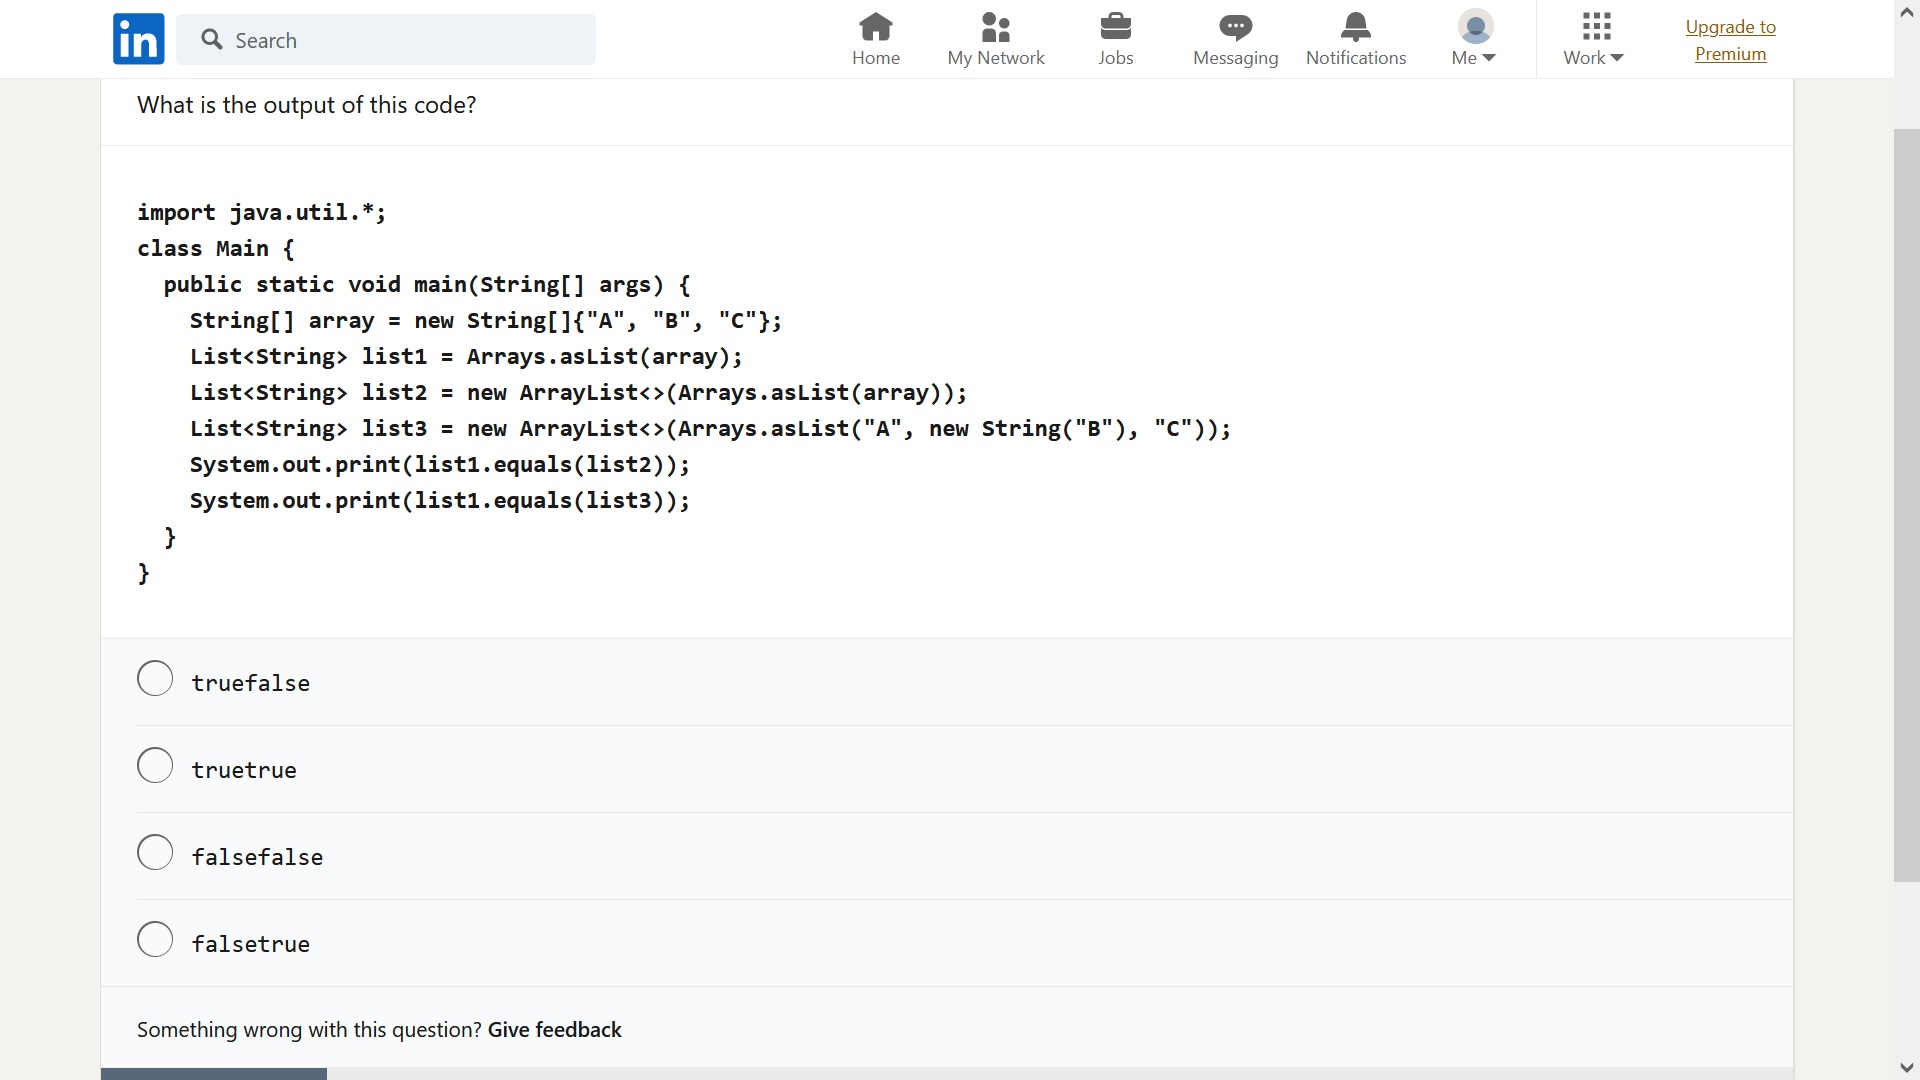 in Search Home My Network Jobs Messaging Notifications Me Work Upgrade to Premium
What is the output of this code?
import java.util.*;
class Main {
  public static void main(String[] args) {
    String[] array = new String[]{"A", "B", "C"};
    List<String> list1 = Arrays.asList(array);
    List<String> list2 = new ArrayList<>(Arrays.asList(array));
    List<String> list3 = new ArrayList<>(Arrays.asList("A", new String("B"), "C"));
    System.out.print(list1.equals(list2));
    System.out.print(list1.equals(list3));
  }
}
truefalse
truetrue
falsefalse
falsetrue
Something wrong with this question? Give feedback